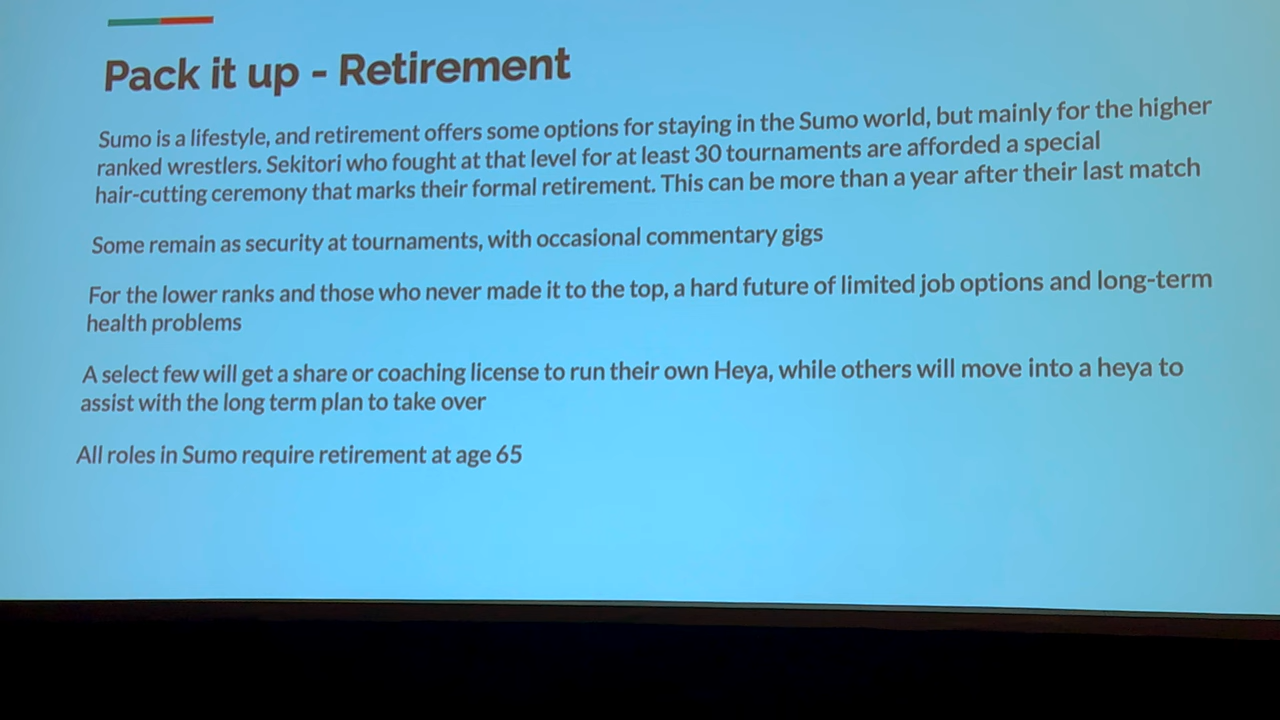 Pack it up - Retirement
Sumo is a lifestyle, and retirement offers some options for staying in the Sumo world, but mainly for the higher
ranked wrestlers. Sekitori who fought at that level for at least 30 tournaments are afforded a special
hair-cutting ceremony that marks their formal retirement. This can be more than a year after their last match
Some remain as security at tournaments, with occasional commentary gigs
For the lower ranks and those who never made it to the top, a hard future of limited job options and long-term
health problems
A select few will get a share or coaching license to run their own Heya, while others will move into a heya to
assist with the long term plan to take over
All roles in Sumo require retirement at age 65